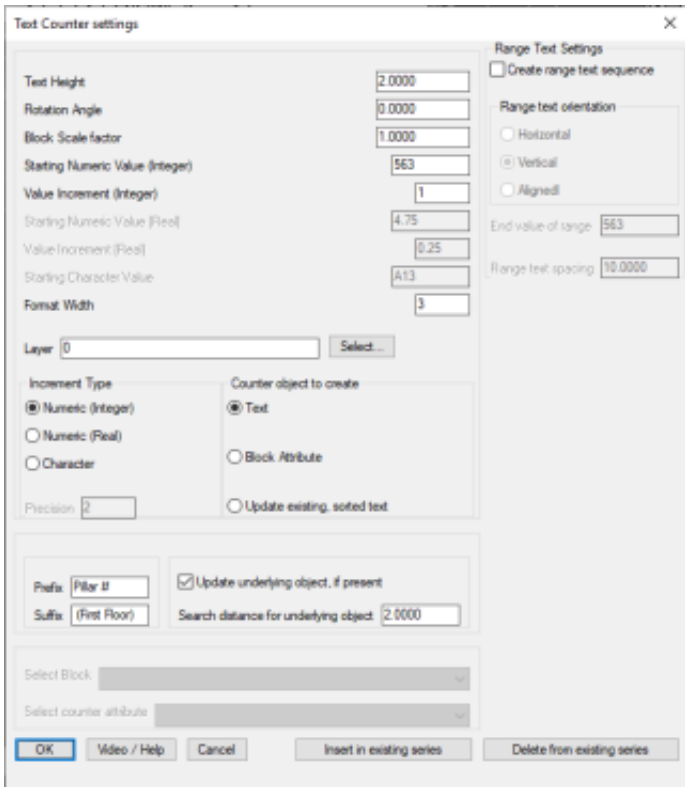 Text Counter settings
Text Height 2.0000
Rotation Angle 0.0000
Block Scale factor 1.0000
Starting Numeric Value (Integer) 563
Value Increment (Integer) 1
Starting Numeric Value (Real) 4.75
Value Increment (Real) 0.25
Starting Character Value A13
Format Width 3
Layer 0 Select...
Increment Type
Numeric (Integer)
Numeric (Real)
Character
Precision 2
Counter object to create
Text
Block Attribute
Update existing, sorted text
Prefix Pillar #
Suffix (First Floor)
Update underlying object, if present
Search distance for underlying object 2.0000
Select Block
Select counter attribute
Range Text Settings
Create range text sequence
Range text orientation
Horizontal
Vertical
Alignedl
End value of range 563
Range text spacing 10.0000
OK Video / Help Cancel Insert in existing series Delete from existing series